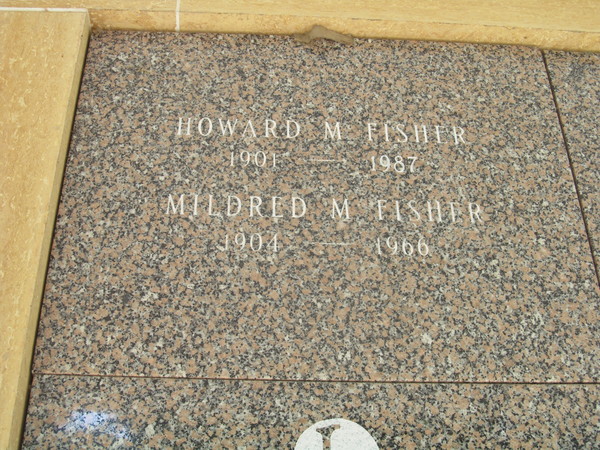 HOWARD M FISHER
1901 — 1987
MILDRED M FISHER
1904 — 1966